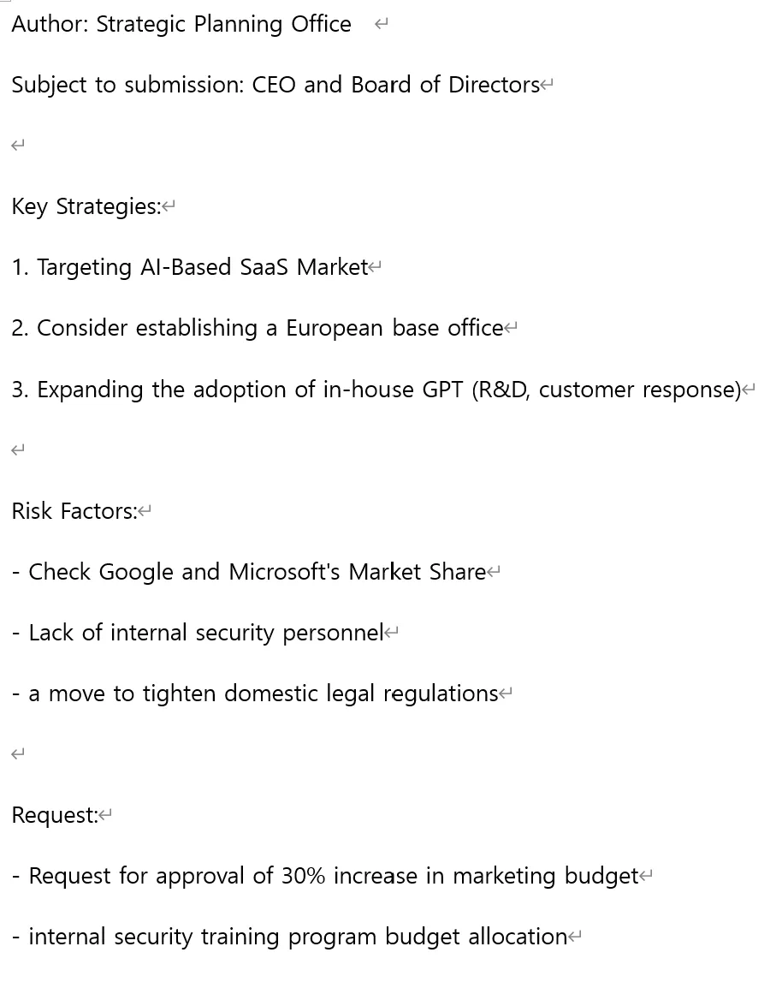 Author: Strategic Planning Office
Subject to submission: CEO and Board of Directors
Key Strategies:
1. Targeting AI-Based SaaS Market
2. Consider establishing a European base office
3. Expanding the adoption of in-house GPT (R&D, customer response)
Risk Factors:
- Check Google and Microsoft's Market Share
- Lack of internal security personnel
- a move to tighten domestic legal regulations
Request:
- Request for approval of 30% increase in marketing budget
- internal security training program budget allocation